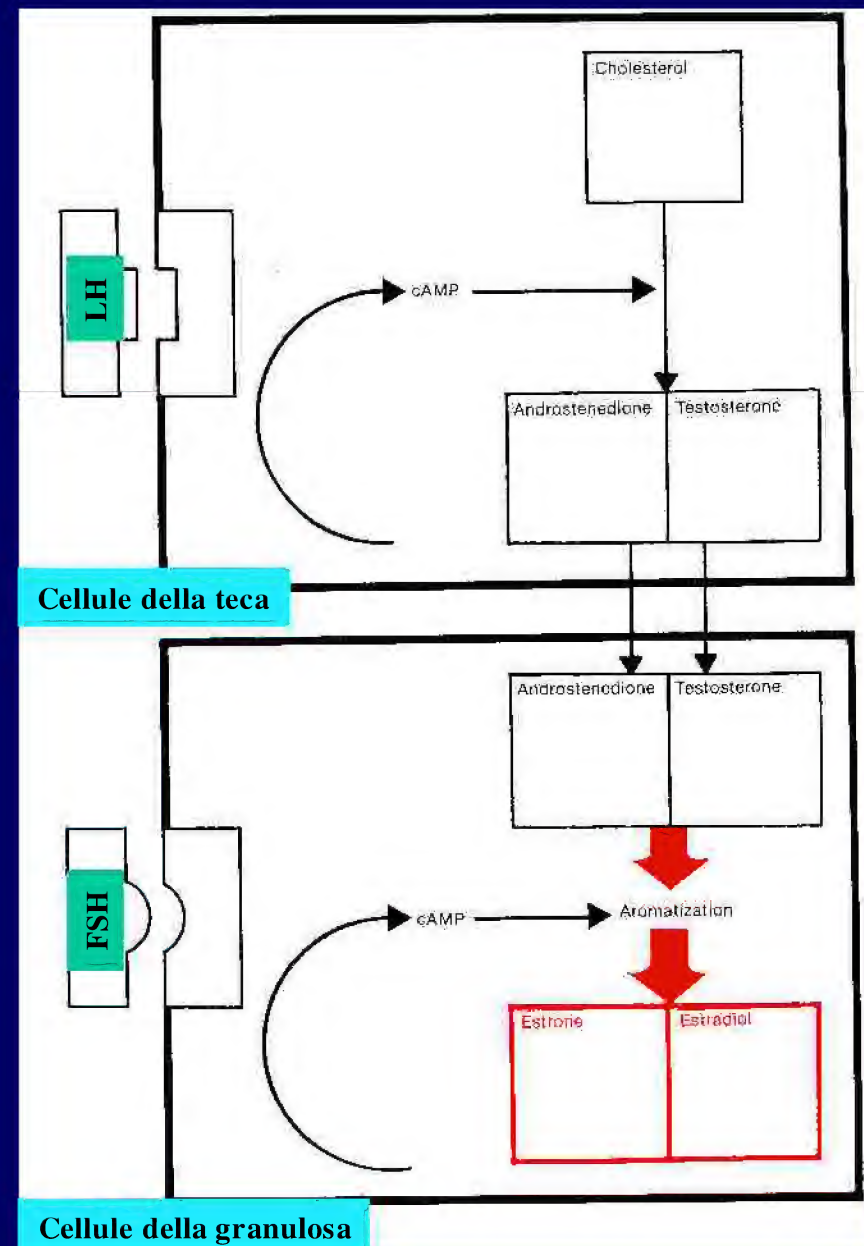 Cholesterol
LH
cAMP
Androstenedione Testosterone
Cellule della teca
Androstenedione Testosterone
FSH
cAMP
Aromatization
Estrone Estradiol
Cellule della granulosa